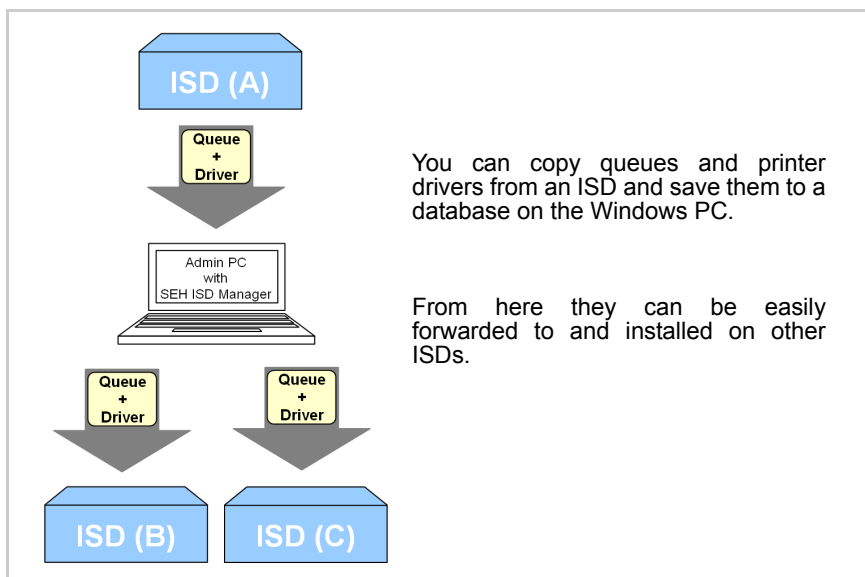 ISD (A)
Queue
+
Driver
You can copy queues and printer
drivers from an ISD and save them to a
database on the Windows PC.
Admin PC
with
SEH ISD Manager
From here they can be easily
forwarded to and installed on other
ISDs.
Queue
+
Driver
Queue
+
Driver
ISD (B)
ISD (C)